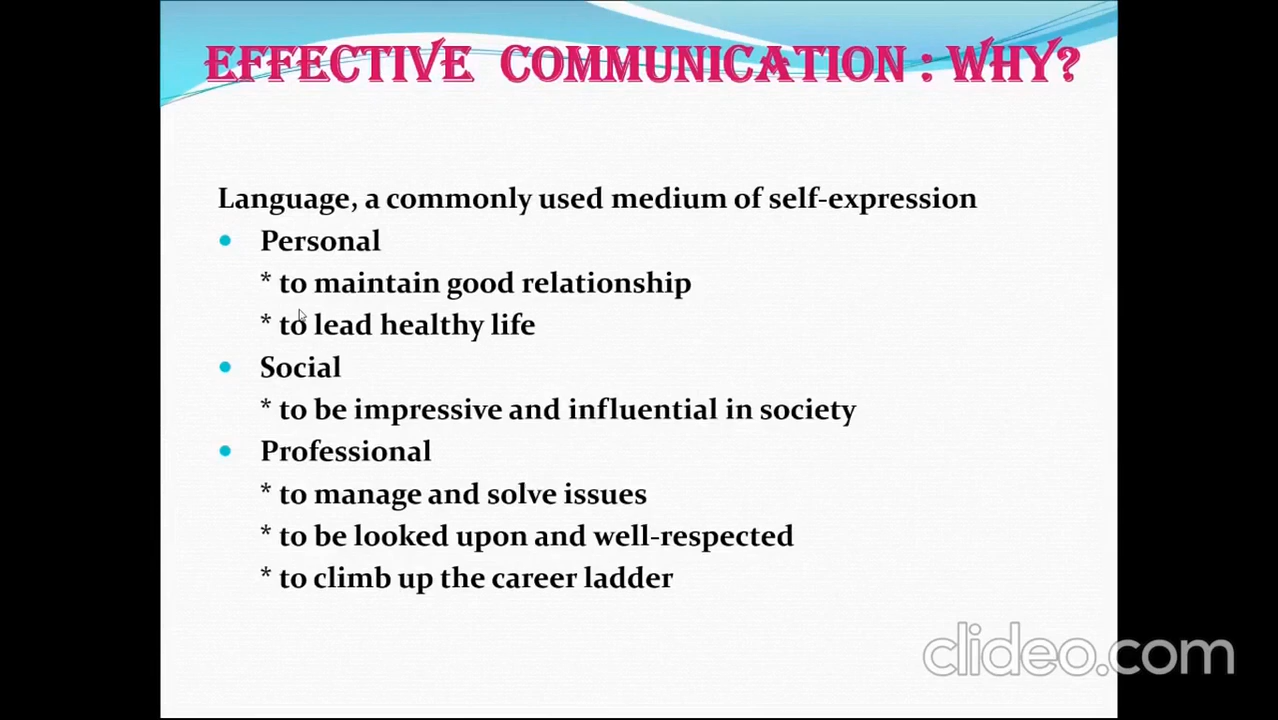 EFFECTIVE COMMUNICATION : WHY?
Language, a commonly used medium of self-expression
• Personal
* to maintain good relationship
* to lead healthy life
• Social
* to be impressive and influential in society
• Professional
* to manage and solve issues
* to be looked upon and well-respected
* to climb up the career ladder
clideo.com